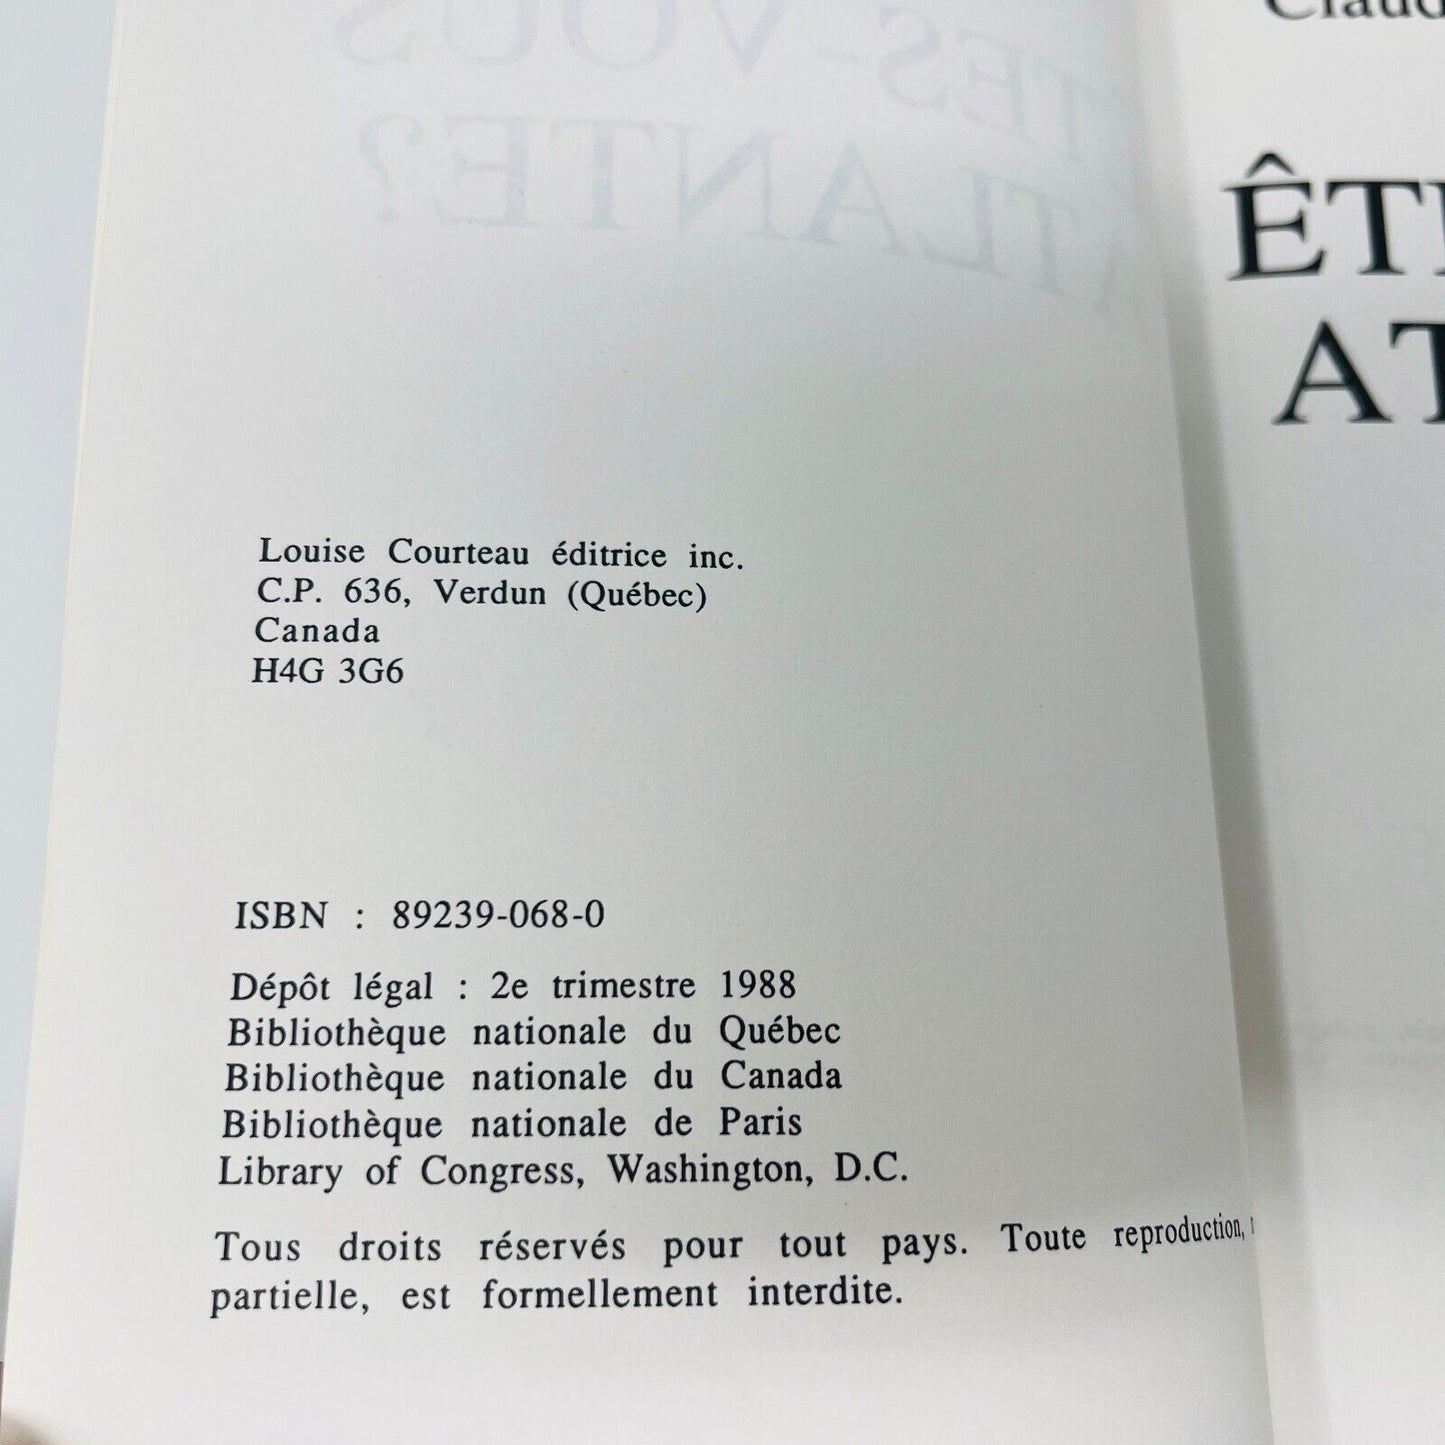 Louise Courteau éditrice inc.
C.P. 636, Verdun (Québec)
Canada
H4G 3G6
ISBN : 89239-068-0
Dépôt légal : 2e trimestre 1988
Bibliothèque nationale du Québec
Bibliothèque nationale du Canada
Bibliothèque nationale de Paris
Library of Congress, Washington, D.C.
Tous droits réservés pour tout pays. Toute reproduction,
partielle, est formellement interdite.